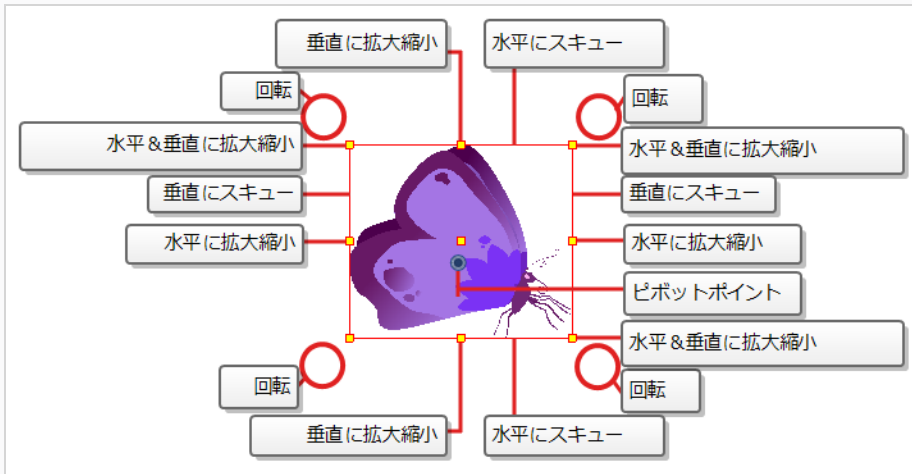 垂直に拡大縮小
水平にスキュー
回転
回転
水平＆垂直に拡大縮小
水平＆垂直に拡大縮小
垂直にスキュー
垂直にスキュー
水平に拡大縮小
水平に拡大縮小
ピボットポイント
水平＆垂直に拡大縮小
回転
回転
垂直に拡大縮小
水平にスキュー